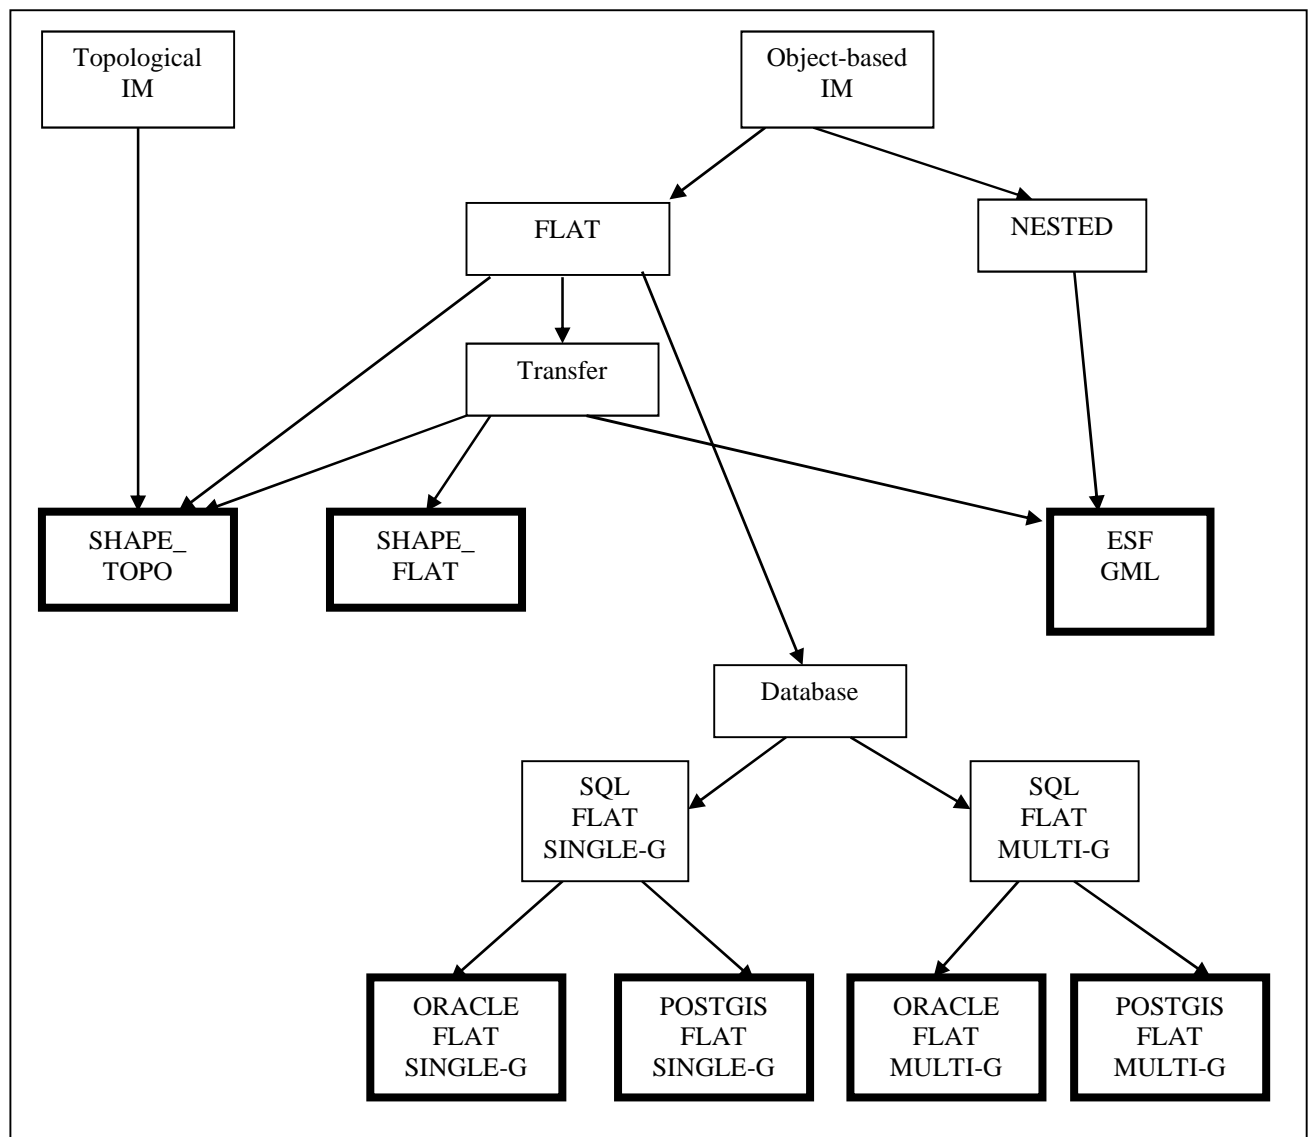 Topological
IM
Object-based
IM
FLAT
NESTED
Transfer
SHAPE_
TOPO
SHAPE_
FLAT
ESF
GML
Database
SQL
FLAT
SINGLE-G
SQL
FLAT
MULTI-G
ORACLE
FLAT
SINGLE-G
POSTGIS
FLAT
SINGLE-G
ORACLE
FLAT
MULTI-G
POSTGIS
FLAT
MULTI-G